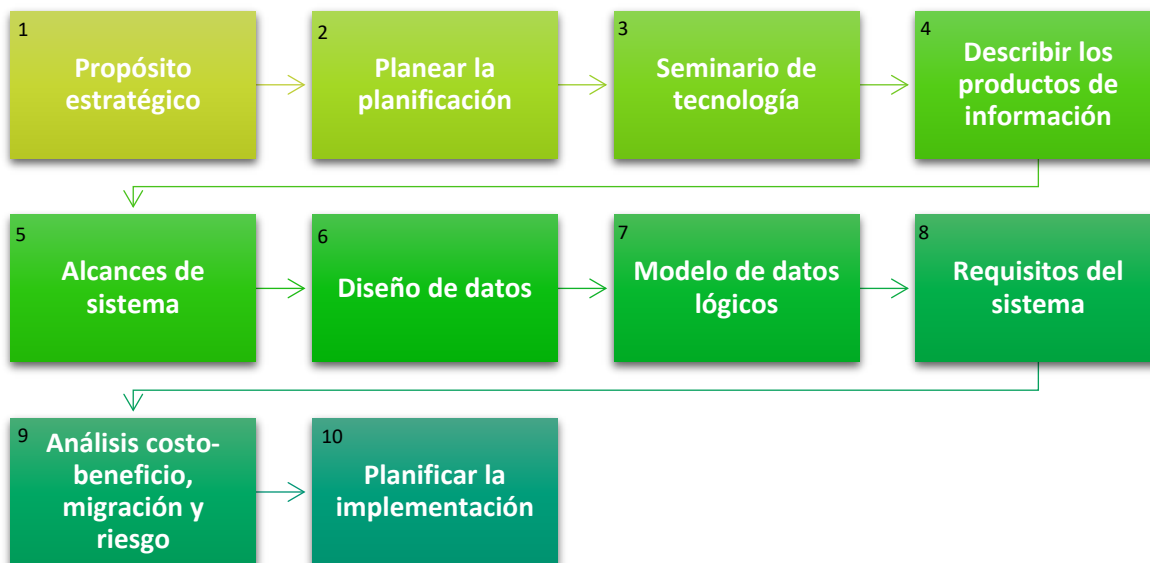 1
Propósito
estratégico
2
Planear la
planificación
3
Seminario de
tecnología
4
Describir los
productos de
información
5
Alcances de
sistema
6
Diseño de datos
7
Modelo de datos
lógicos
8
Requisitos del
sistema
9
Análisis costo-
beneficio,
migración y
riesgo
10
Planificar la
implementación